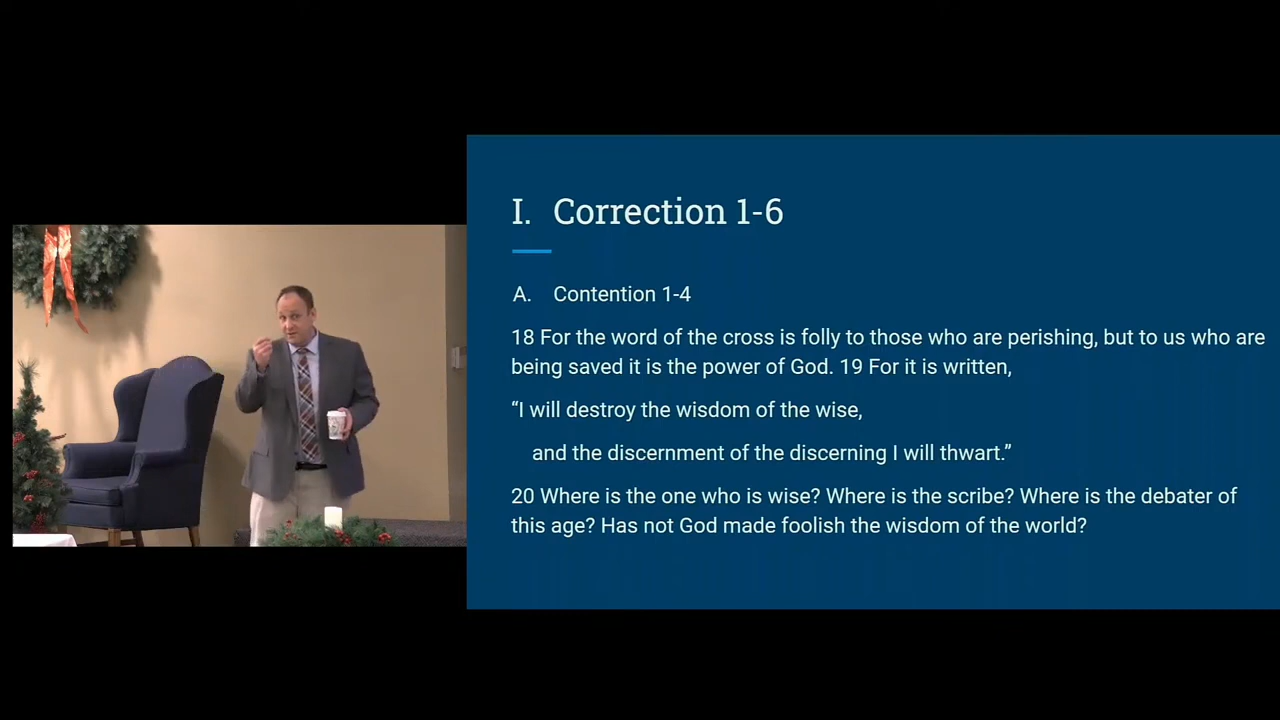 I. Correction 1-6
A. Contention 1-4
18 For the word of the cross is folly to those who are perishing, but to us who are
being saved it is the power of God. 19 For it is written,
“I will destroy the wisdom of the wise,
and the discernment of the discerning I will thwart.”
20 Where is the one who is wise? Where is the scribe? Where is the debater of
this age? Has not God made foolish the wisdom of the world?